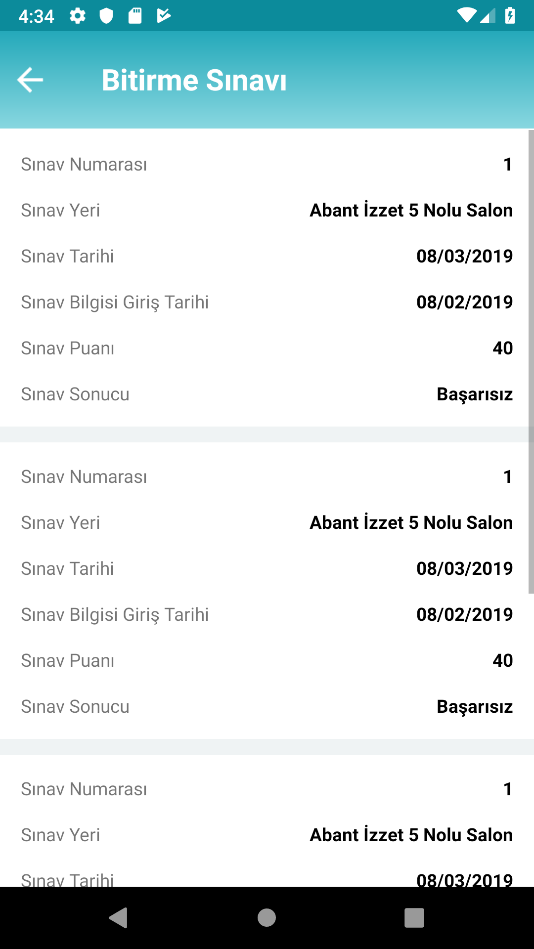 4:34
Bitirme Sınavı
Sınav Numarası 1
Sınav Yeri Abant İzzet 5 Nolu Salon
Sınav Tarihi 08/03/2019
Sınav Bilgisi Giriş Tarihi 08/02/2019
Sınav Puanı 40
Sınav Sonucu Başarısız
Sınav Numarası 1
Sınav Yeri Abant İzzet 5 Nolu Salon
Sınav Tarihi 08/03/2019
Sınav Bilgisi Giriş Tarihi 08/02/2019
Sınav Puanı 40
Sınav Sonucu Başarısız
Sınav Numarası 1
Sınav Yeri Abant İzzet 5 Nolu Salon
Sınav Tarihi 08/03/2019